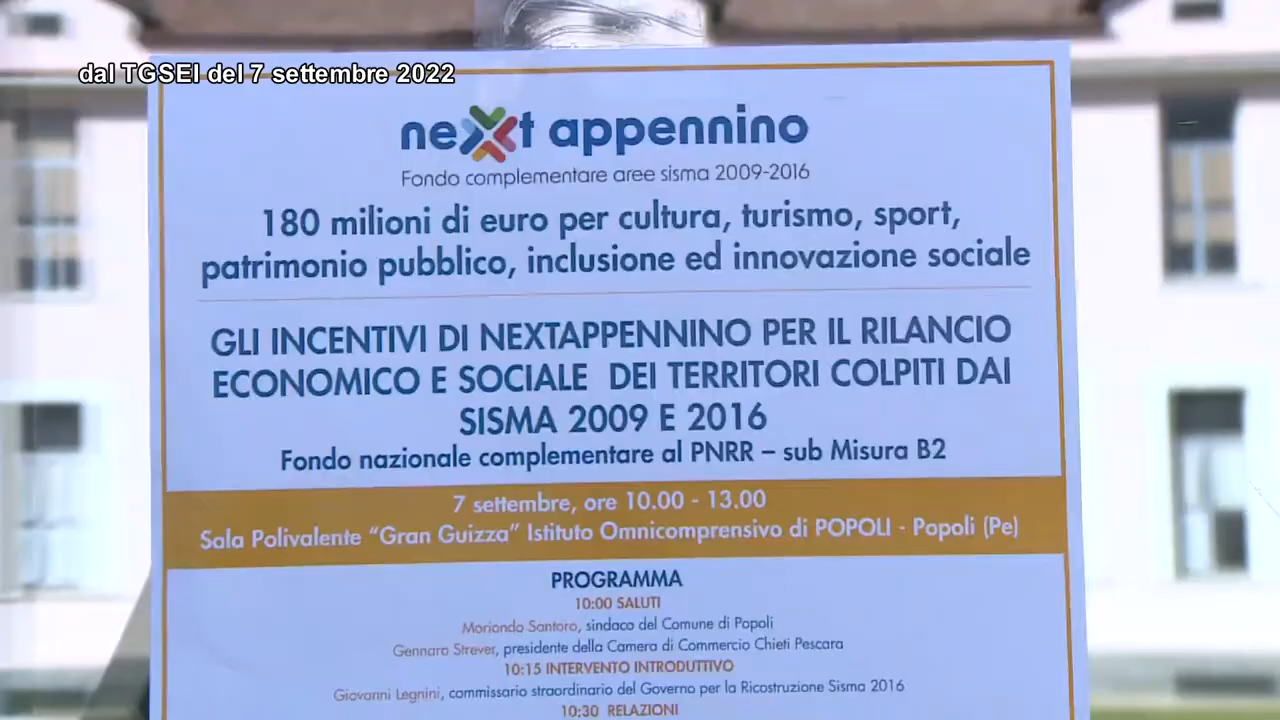 dal TGSEI del 7 settembre 2022
next appennino
Fondo complementare aree sisma 2009-2016
180 milioni di euro per cultura, turismo, sport,
patrimonio pubblico, inclusione ed innovazione sociale
GLI INCENTIVI DI NEXTAPPENNINO PER IL RILANCIO
ECONOMICO E SOCIALE DEI TERRITORI COLPITI DAI
SISMA 2009 E 2016
Fondo nazionale complementare al PNRR – sub Misura B2
7 settembre, ore 10.00 - 13.00
Sala Polivalente “Gran Guizza” Istituto Omnicomprensivo di POPOLI - Popoli (Pe)
PROGRAMMA
10:00 SALUTI
Moriondo Santoro, sindaco del Comune di Popoli
Gennaro Strever, presidente della Camera di Commercio Chieti Pescara
10:15 INTERVENTO INTRODUTTIVO
Giovanni Legnini, commissario straordinario del Governo per la Ricostruzione Sisma 2016
10:30 RELAZIONI